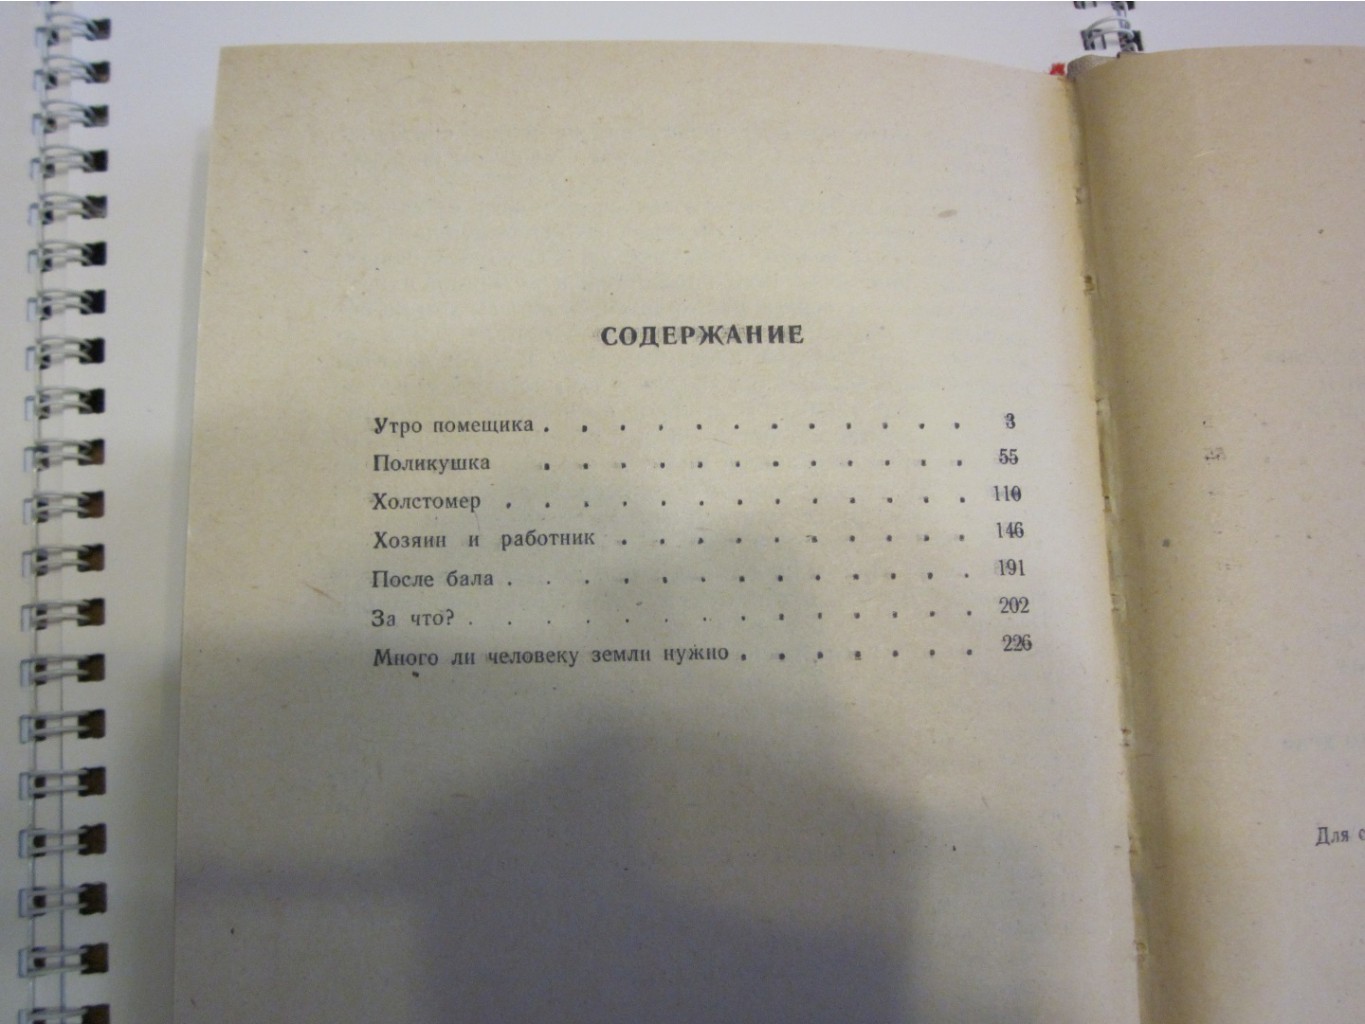 СОДЕРЖАНИЕ
Утро помещика . . . . . . . . . . . . 3
Поликушка . . . . . . . . . . . . 55
Холстомер . . . . . . . . . . . . . 110
Хозяин и работник . . . . . . . . . . 146
После бала . . . . . . . . . . . . . 191
За что? . . . . . . . . . . . . . . 202
Много ли человеку земли нужно . . . . . . . 226
Для с